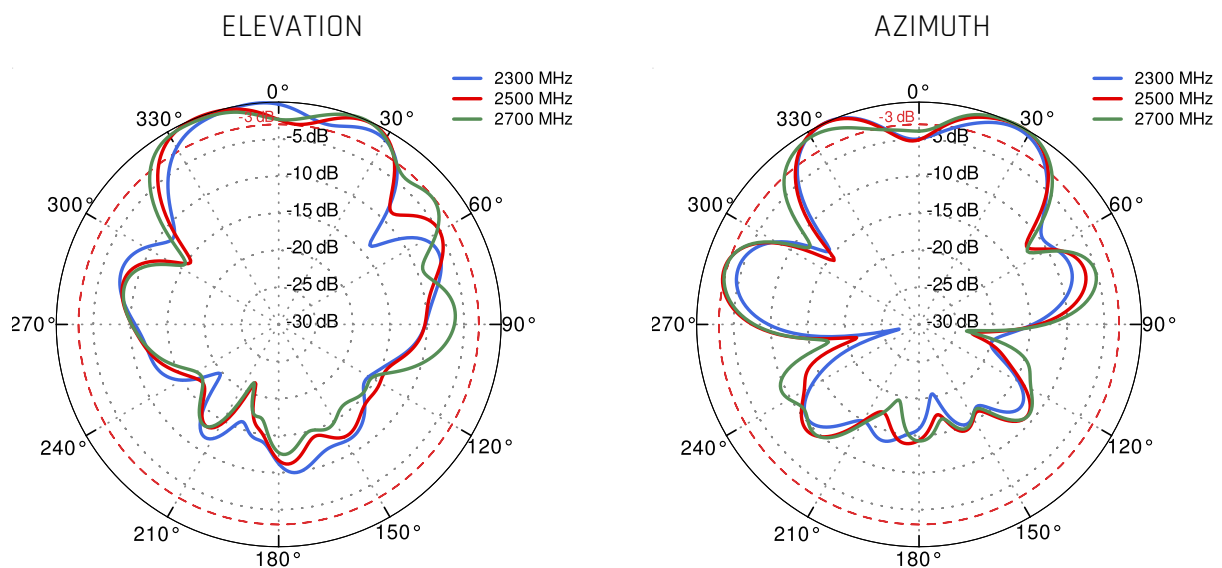 ELEVATION
2300 MHz
2500 MHz
2700 MHz
0°
30°
60°
90°
120°
150°
180°
210°
240°
270°
300°
330°
-3 dB
-5 dB
-10 dB
-15 dB
-20 dB
-25 dB
-30 dB
AZIMUTH
2300 MHz
2500 MHz
2700 MHz
0°
30°
60°
90°
120°
150°
180°
210°
240°
270°
300°
330°
-3 dB
-5 dB
-10 dB
-15 dB
-20 dB
-25 dB
-30 dB